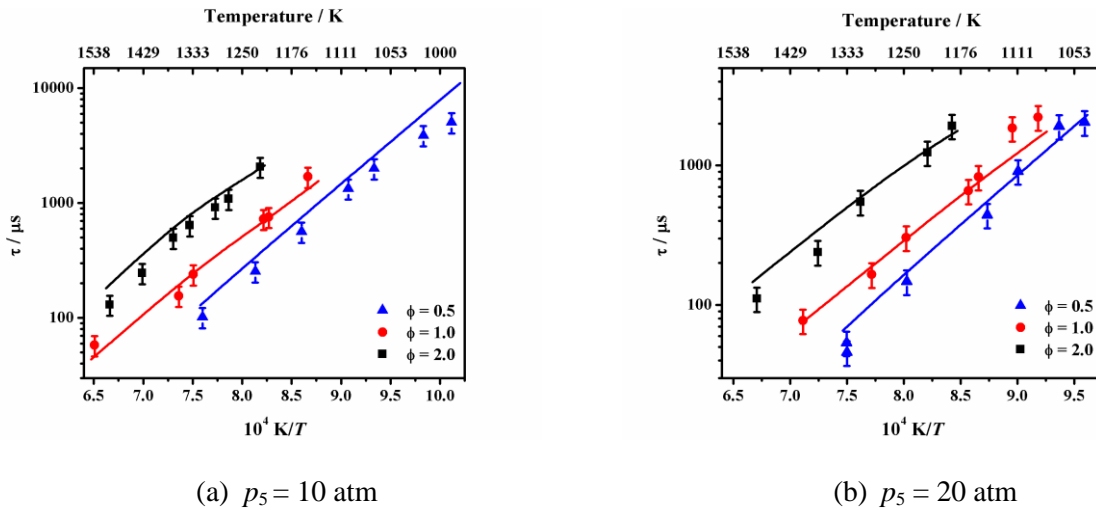 Temperature / K
1538 1429 1333 1250 1176 1111 1053 1000
10000
1000
100
τ / μs
ϕ = 0.5
ϕ = 1.0
ϕ = 2.0
6.5 7.0 7.5 8.0 8.5 9.0 9.5 10.0
10⁴ K/T
(a) p₅ = 10 atm
Temperature / K
1538 1429 1333 1250 1176 1111 1053
1000
100
τ / μs
ϕ = 0.5
ϕ = 1.0
ϕ = 2.0
6.5 7.0 7.5 8.0 8.5 9.0 9.5
10⁴ K/T
(b) p₅ = 20 atm